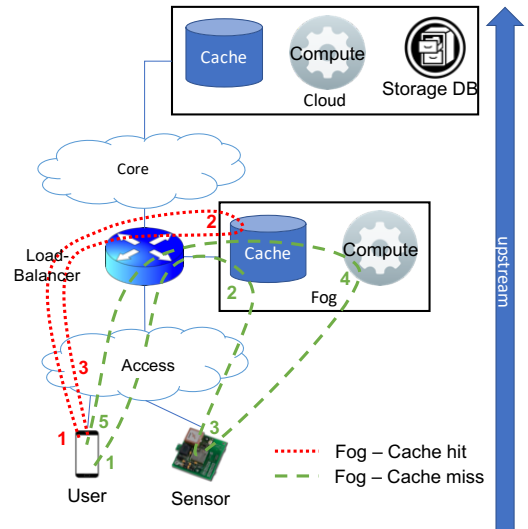 Cache
Compute
Storage DB
Cloud
Core
2
Load-
Balancer
Cache
Compute
2
4
Fog
upstream
Access
3
1
5
1
3
User
Sensor
Fog – Cache hit
Fog – Cache miss